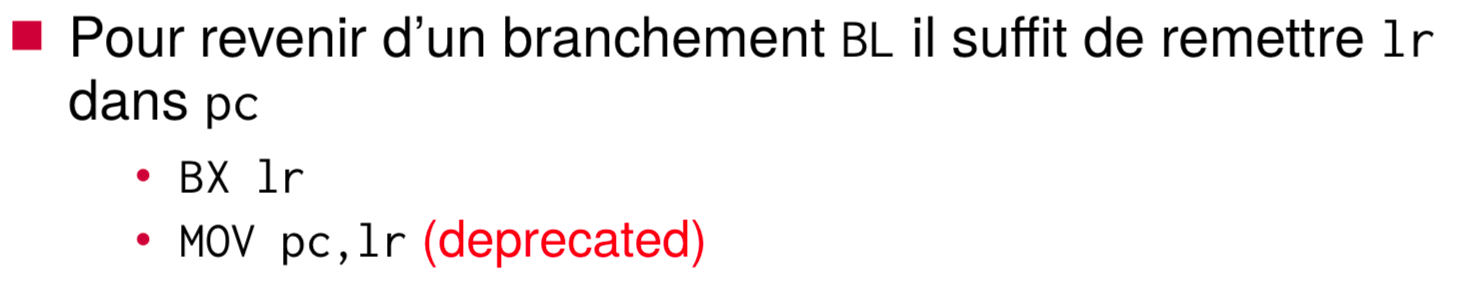 Pour revenir d'un branchement BL il suffit de remettre lr
dans pc
• BX lr
• MOV pc,lr (deprecated)